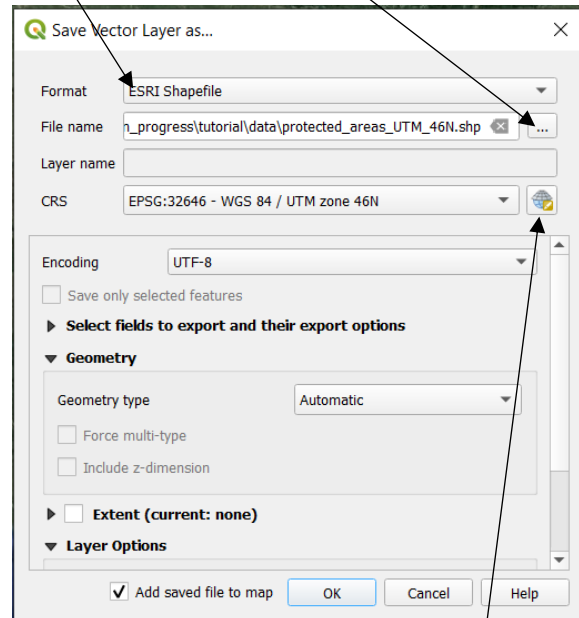 Save Vector Layer as...
Format ESRI Shapefile
File name n_progress\tutorial\data\protected_areas_UTM_46N.shp ...
Layer name
CRS EPSG:32646 - WGS 84 / UTM zone 46N
Encoding UTF-8
Save only selected features
Select fields to export and their export options
Geometry
Geometry type Automatic
Force multi-type
Include z-dimension
Extent (current: none)
Layer Options
Add saved file to map OK Cancel Help